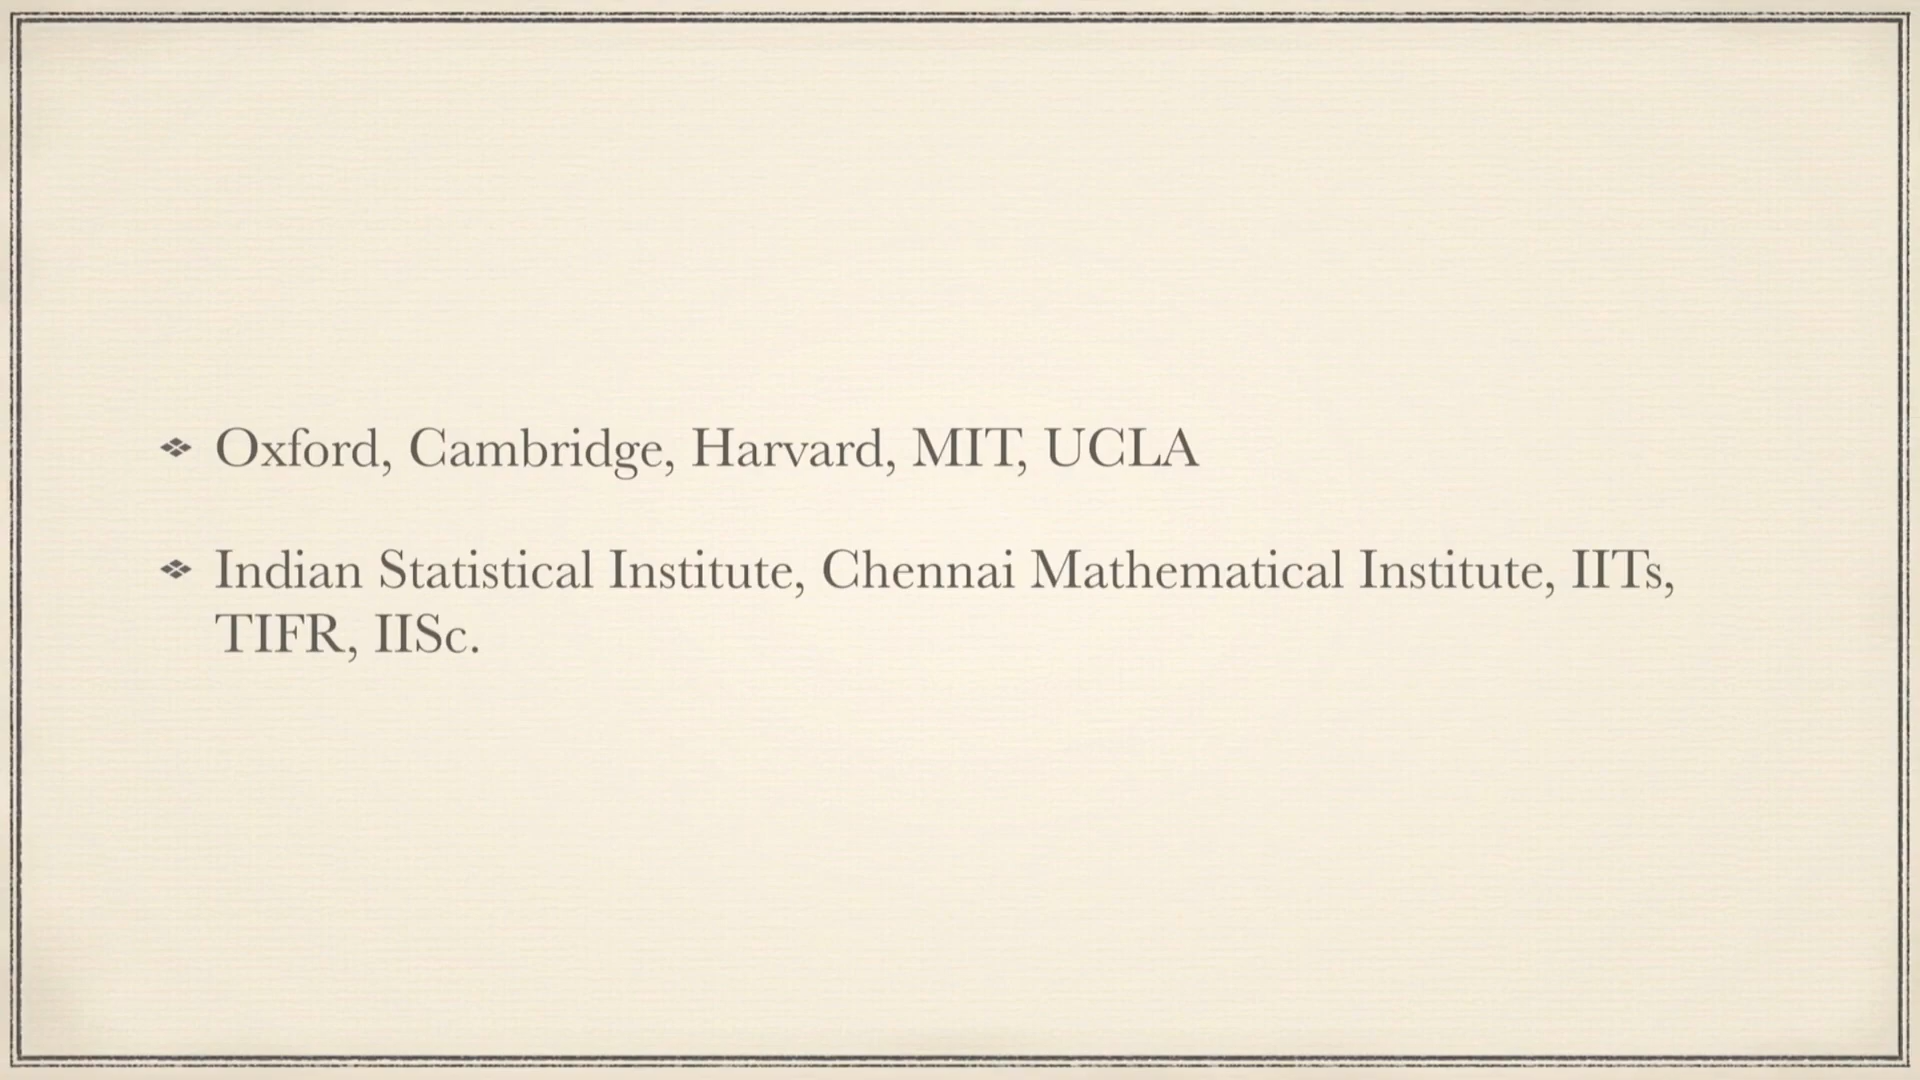 Oxford, Cambridge, Harvard, MIT, UCLA
Indian Statistical Institute, Chennai Mathematical Institute, IITs,
TIFR, IISc.